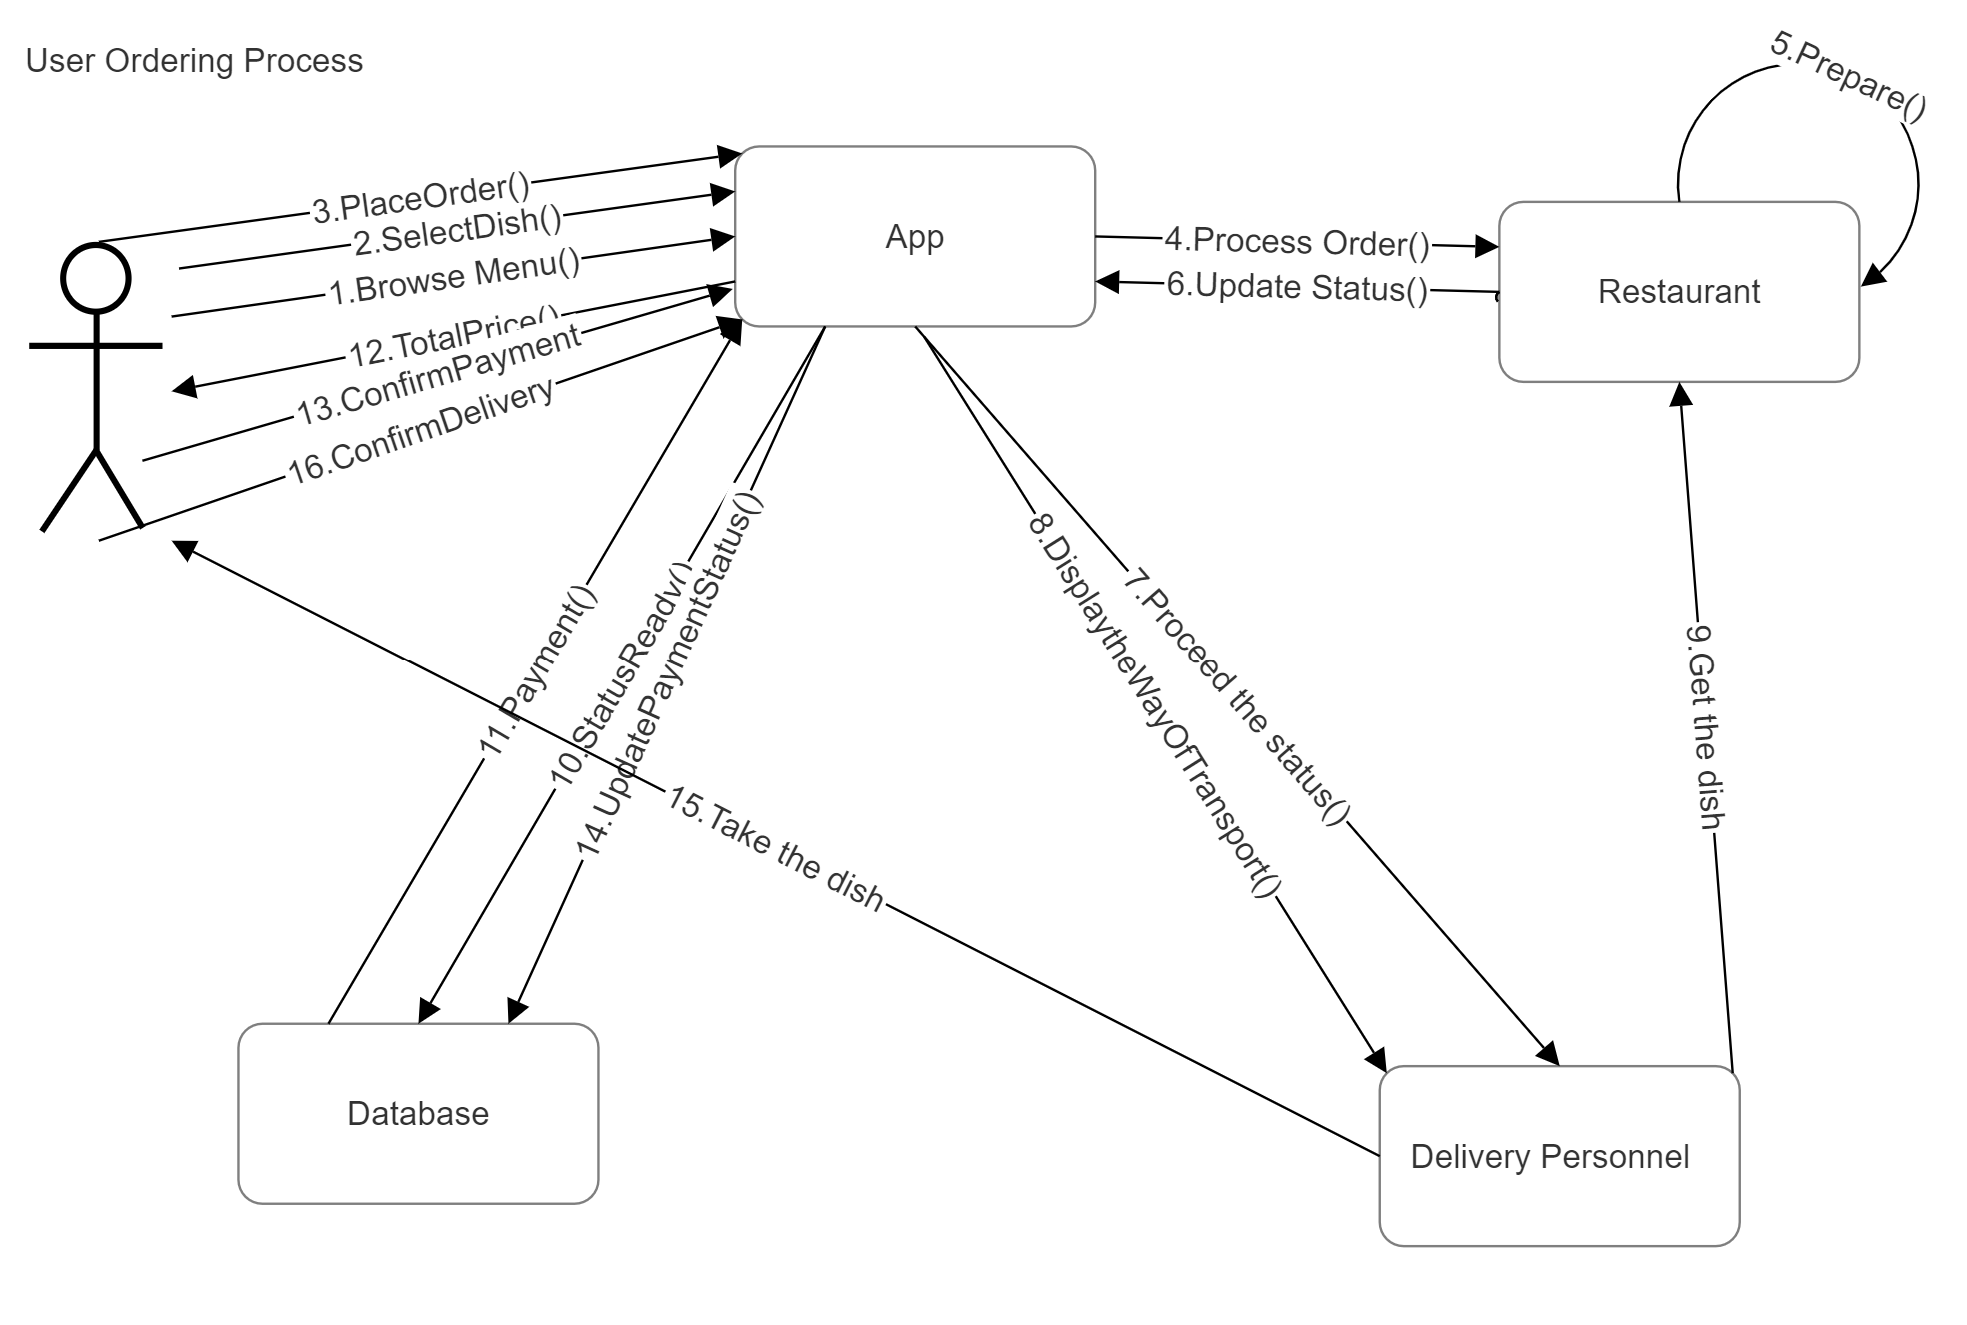 User Ordering Process
5.Prepare()
3.PlaceOrder()
2.SelectDish()
1.Browse Menu()
App
4.Process Order()
6.Update Status()
Restaurant
12.TotalPrice()
13.ConfirmPayment
16.ConfirmDelivery
11.Payment()
10.StatusReady()
14.UpdatePaymentStatus()
8.DisplaytheWayOfTransport()
7.Proceed the status()
9.Get the dish
15.Take the dish
Database
Delivery Personnel